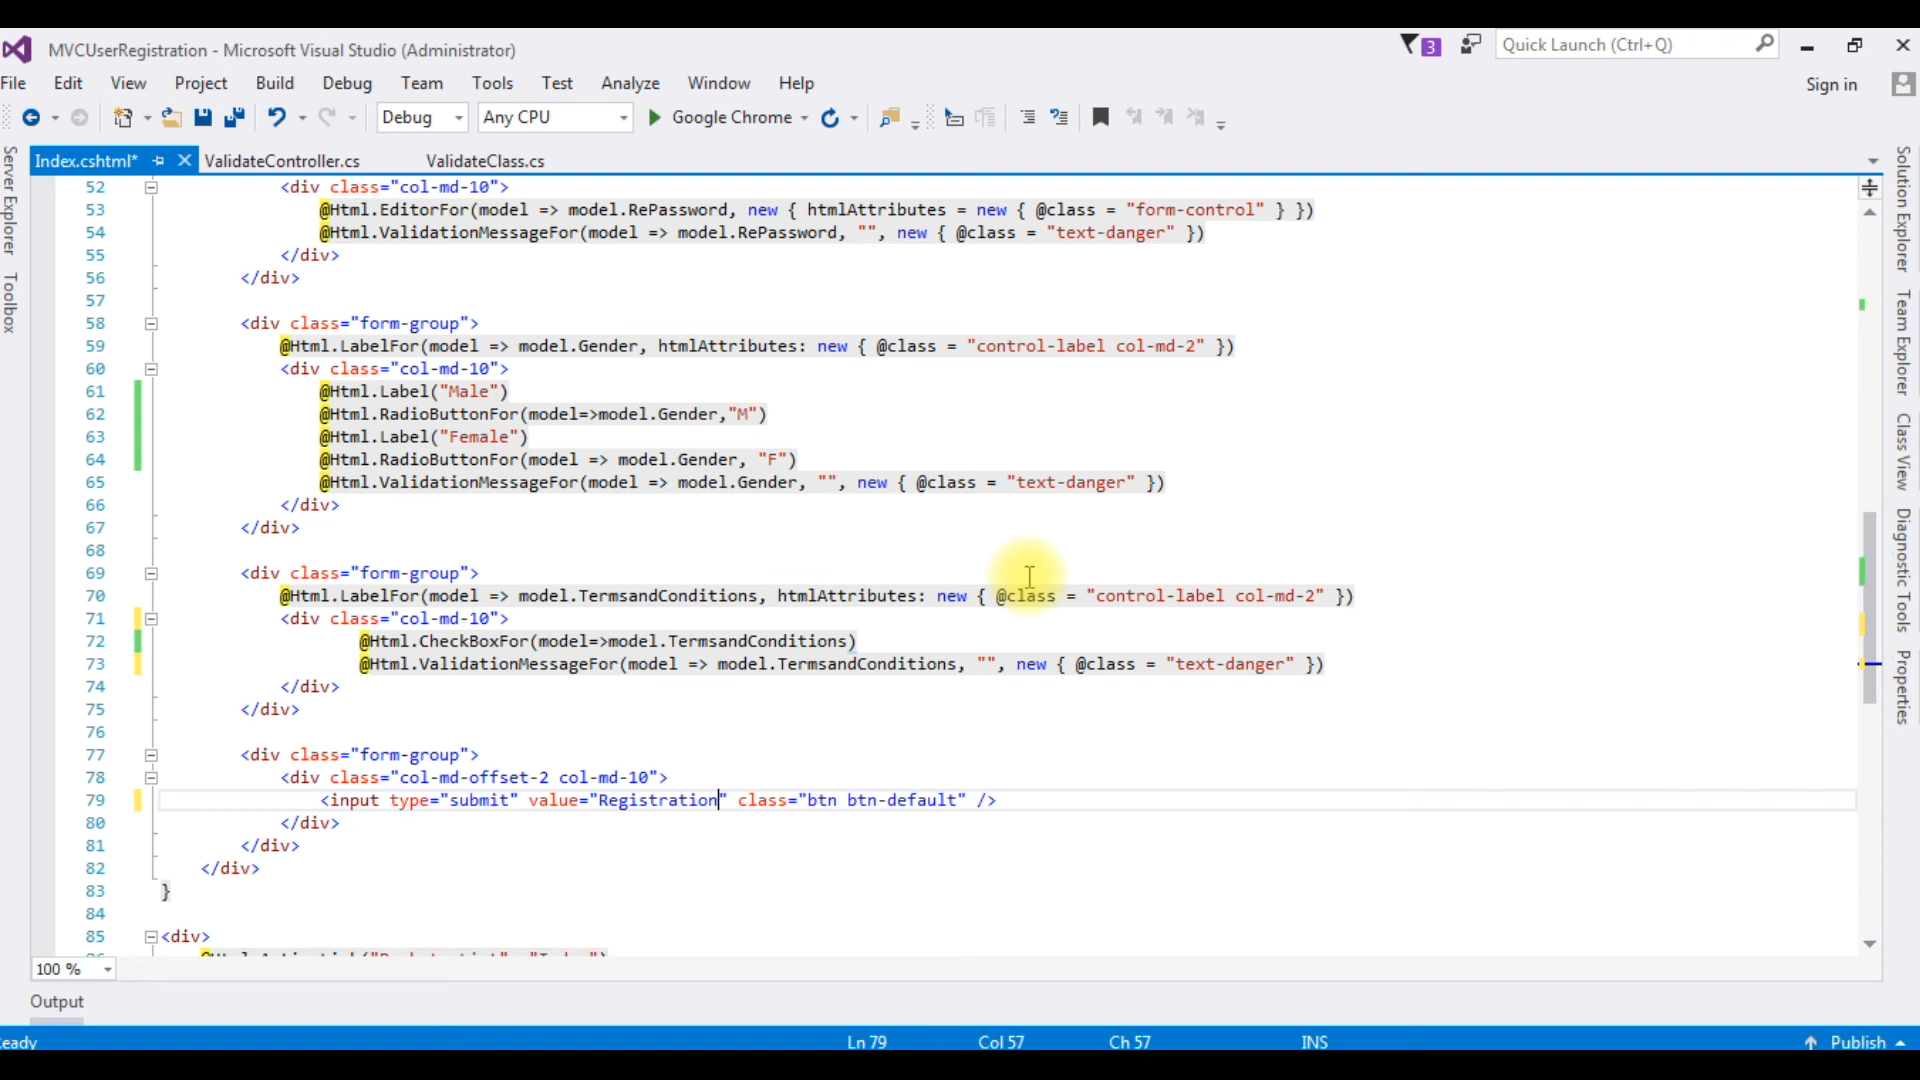 MVCUserRegistration - Microsoft Visual Studio (Administrator)
3
Quick Launch (Ctrl+Q)
File Edit View Project Build Debug Team Tools Test Analyze Window Help
Sign in
Debug Any CPU Google Chrome
Index.cshtml* ValidateController.cs ValidateClass.cs
Server Explorer
Toolbox
52 <div class="col-md-10">
53 @Html.EditorFor(model => model.RePassword, new { htmlAttributes = new { @class = "form-control" } })
54 @Html.ValidationMessageFor(model => model.RePassword, "", new { @class = "text-danger" })
55 </div>
56 </div>
57
58 <div class="form-group">
59 @Html.LabelFor(model => model.Gender, htmlAttributes: new { @class = "control-label col-md-2" })
60 <div class="col-md-10">
61 @Html.Label("Male")
62 @Html.RadioButtonFor(model=>model.Gender,"M")
63 @Html.Label("Female")
64 @Html.RadioButtonFor(model => model.Gender, "F")
65 @Html.ValidationMessageFor(model => model.Gender, "", new { @class = "text-danger" })
66 </div>
67 </div>
68
69 <div class="form-group">
70 @Html.LabelFor(model => model.TermsandConditions, htmlAttributes: new { @class = "control-label col-md-2" })
71 <div class="col-md-10">
72 @Html.CheckBoxFor(model=>model.TermsandConditions)
73 @Html.ValidationMessageFor(model => model.TermsandConditions, "", new { @class = "text-danger" })
74 </div>
75 </div>
76
77 <div class="form-group">
78 <div class="col-md-offset-2 col-md-10">
79 <input type="submit" value="Registration" class="btn btn-default" />
80 </div>
81 </div>
82 </div>
83 }
84
85 <div>
Solution Explorer
Team Explorer
Class View
Diagnostic Tools
Properties
100 %
Output
Ln 79 Col 57 Ch 57 INS Publish